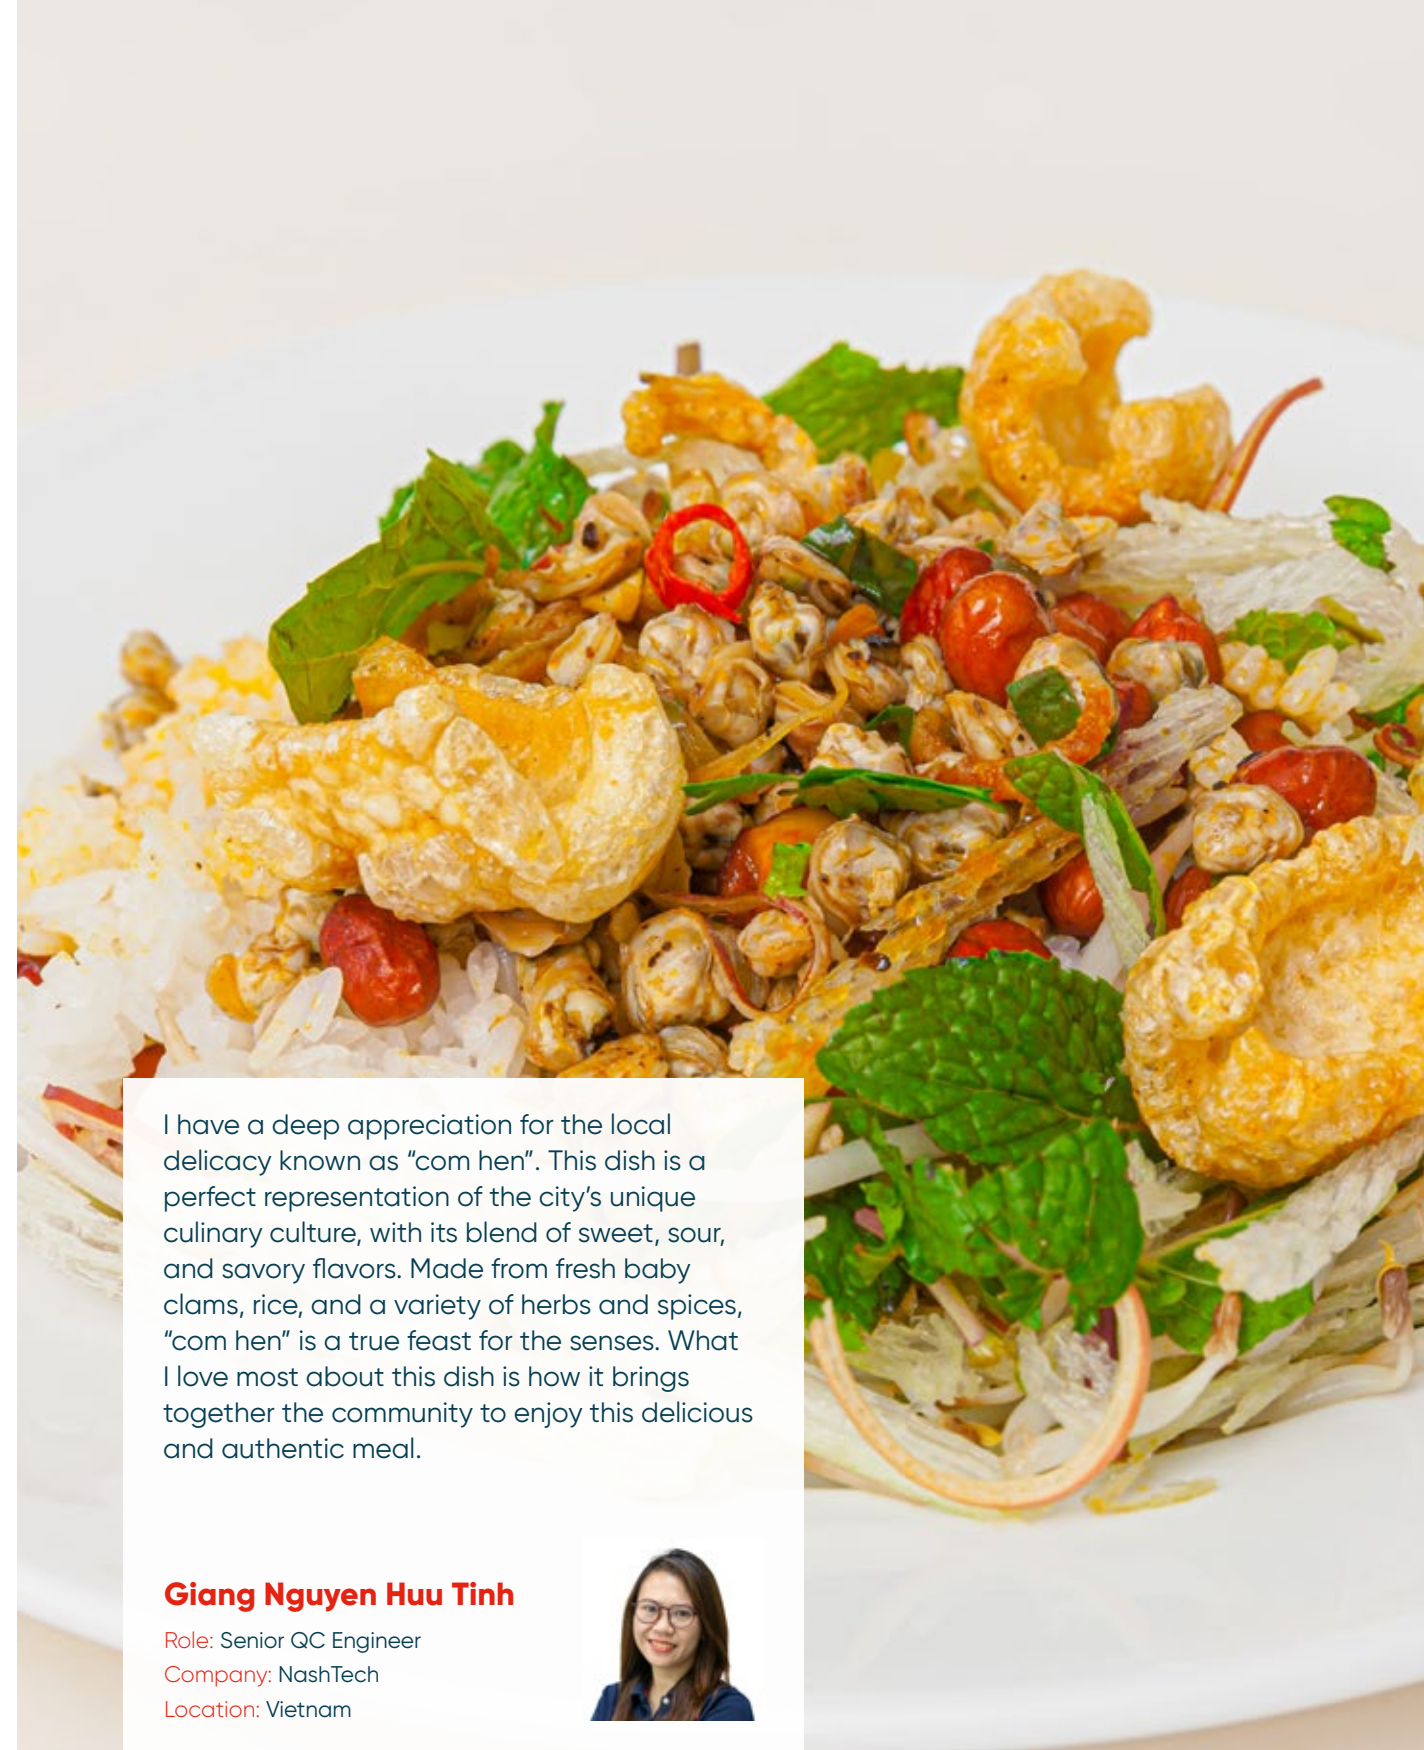 I have a deep appreciation for the local
delicacy known as “com hen”. This dish is a
perfect representation of the city’s unique
culinary culture, with its blend of sweet, sour,
and savory flavors. Made from fresh baby
clams, rice, and a variety of herbs and spices,
“com hen” is a true feast for the senses. What
I love most about this dish is how it brings
together the community to enjoy this delicious
and authentic meal.
Giang Nguyen Huu Tinh
Role: Senior QC Engineer
Company: NashTech
Location: Vietnam